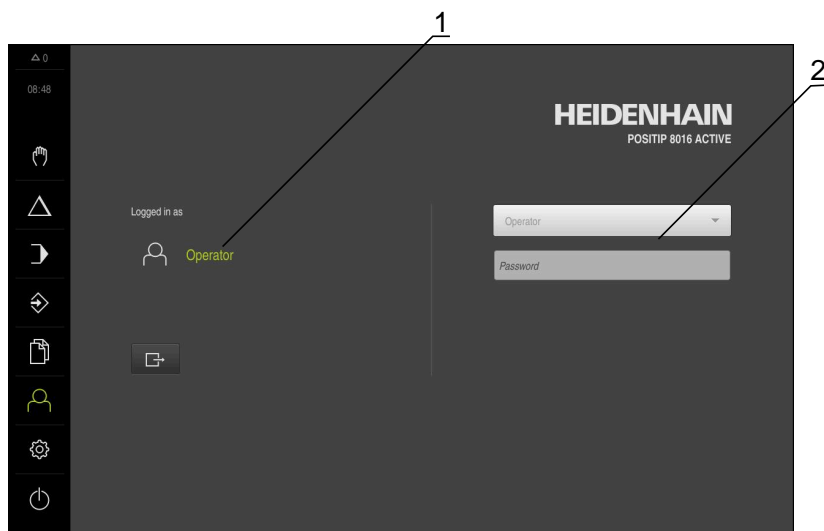 1
2
0
08:48
HEIDENHAIN
POSITIP 8016 ACTIVE
Logged in as
Operator
Operator
Password